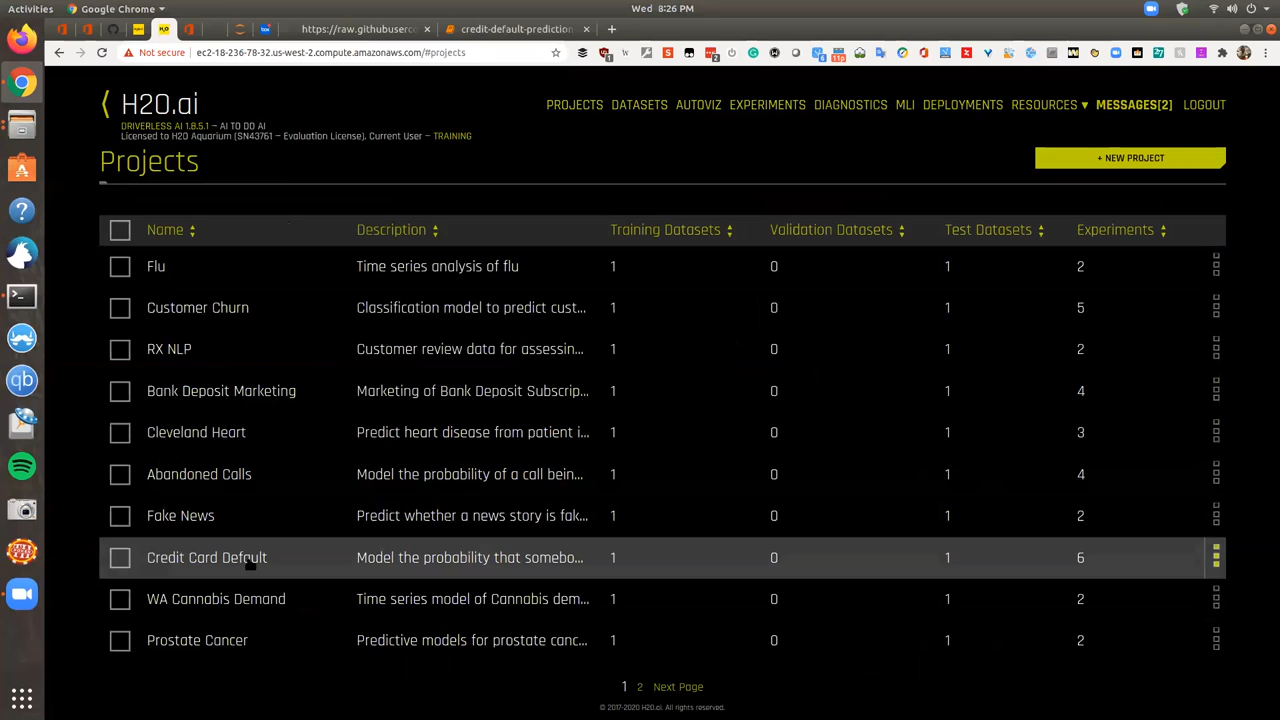 Activities
Google Chrome
Wed 8:26 PM
https://raw.githubuserco
credit-default-prediction
Not secure
ec2-18-236-78-32.us-west-2.compute.amazonaws.com/#projects
H2O.ai
PROJECTS DATASETS AUTOVIZ EXPERIMENTS DIAGNOSTICS MLI DEPLOYMENTS RESOURCES ▾ MESSAGES[2] LOGOUT
DRIVERLESS AI 1.8.5.1 – AI TO DO AI
Licensed to H2O Aquarium (SN43761 – Evaluation License). Current User – TRAINING
Projects
+ NEW PROJECT
Name Description Training Datasets Validation Datasets Test Datasets Experiments
Flu Time series analysis of flu 1 0 1 2
Customer Churn Classification model to predict cust... 1 0 1 5
RX NLP Customer review data for assessin... 1 0 1 2
Bank Deposit Marketing Marketing of Bank Deposit Subscrip... 1 0 1 4
Cleveland Heart Predict heart disease from patient i... 1 0 1 3
Abandoned Calls Model the probability of a call bein... 1 0 1 4
Fake News Predict whether a news story is fak... 1 0 1 2
Credit Card Default Model the probability that somebo... 1 0 1 6
WA Cannabis Demand Time series model of Cannabis dem... 1 0 1 2
Prostate Cancer Predictive models for prostate canc... 1 0 1 2
1 2 Next Page
© 2017-2020 H2O.ai. All rights reserved.